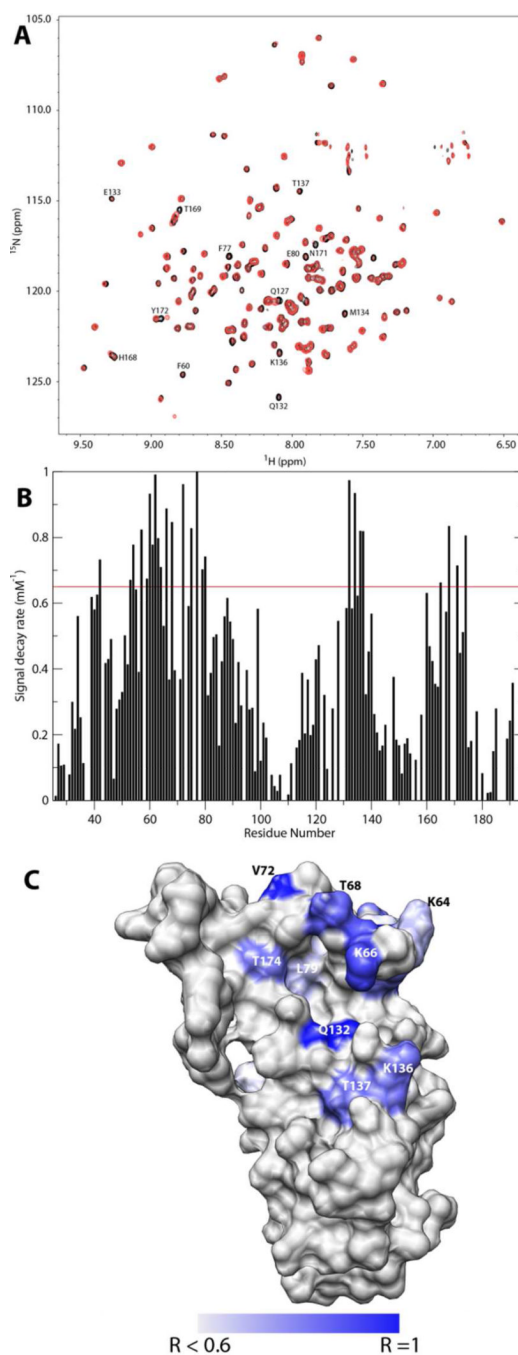 A
105.0
110.0
115.0
120.0
125.0
¹⁵N (ppm)
E133
T169
T137
F77
E80
N171
Q127
Y172
M134
H168
K136
F60
Q132
9.50
9.00
8.50
8.00
7.50
7.00
6.50
¹H (ppm)
B
Signal decay rate (mM⁻¹)
1
0.8
0.6
0.4
0.2
0
40
60
80
100
120
140
160
180
Residue Number
C
V72
T68
K64
K66
T174
L79
Q132
K136
T137
R < 0.6
R =1